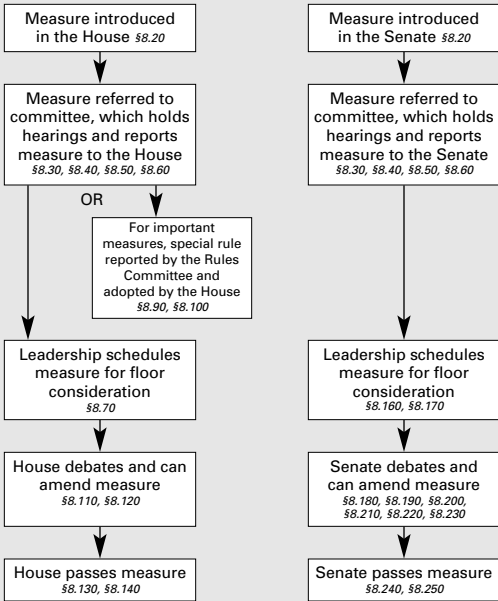 Measure introduced
in the House §8.20
Measure referred to
committee, which holds
hearings and reports
measure to the House
§8.30, §8.40, §8.50, §8.60
OR
For important
measures, special rule
reported by the Rules
Committee and
adopted by the House
§8.90, §8.100
Leadership schedules
measure for floor
consideration
§8.70
House debates and can
amend measure
§8.110, §8.120
House passes measure
§8.130, §8.140
Measure introduced
in the Senate §8.20
Measure referred to
committee, which holds
hearings and reports
measure to the Senate
§8.30, §8.40, §8.50, §8.60
Leadership schedules
measure for floor
consideration
§8.160, §8.170
Senate debates and
can amend measure
§8.180, §8.190, §8.200,
§8.210, §8.220, §8.230
Senate passes measure
§8.240, §8.250